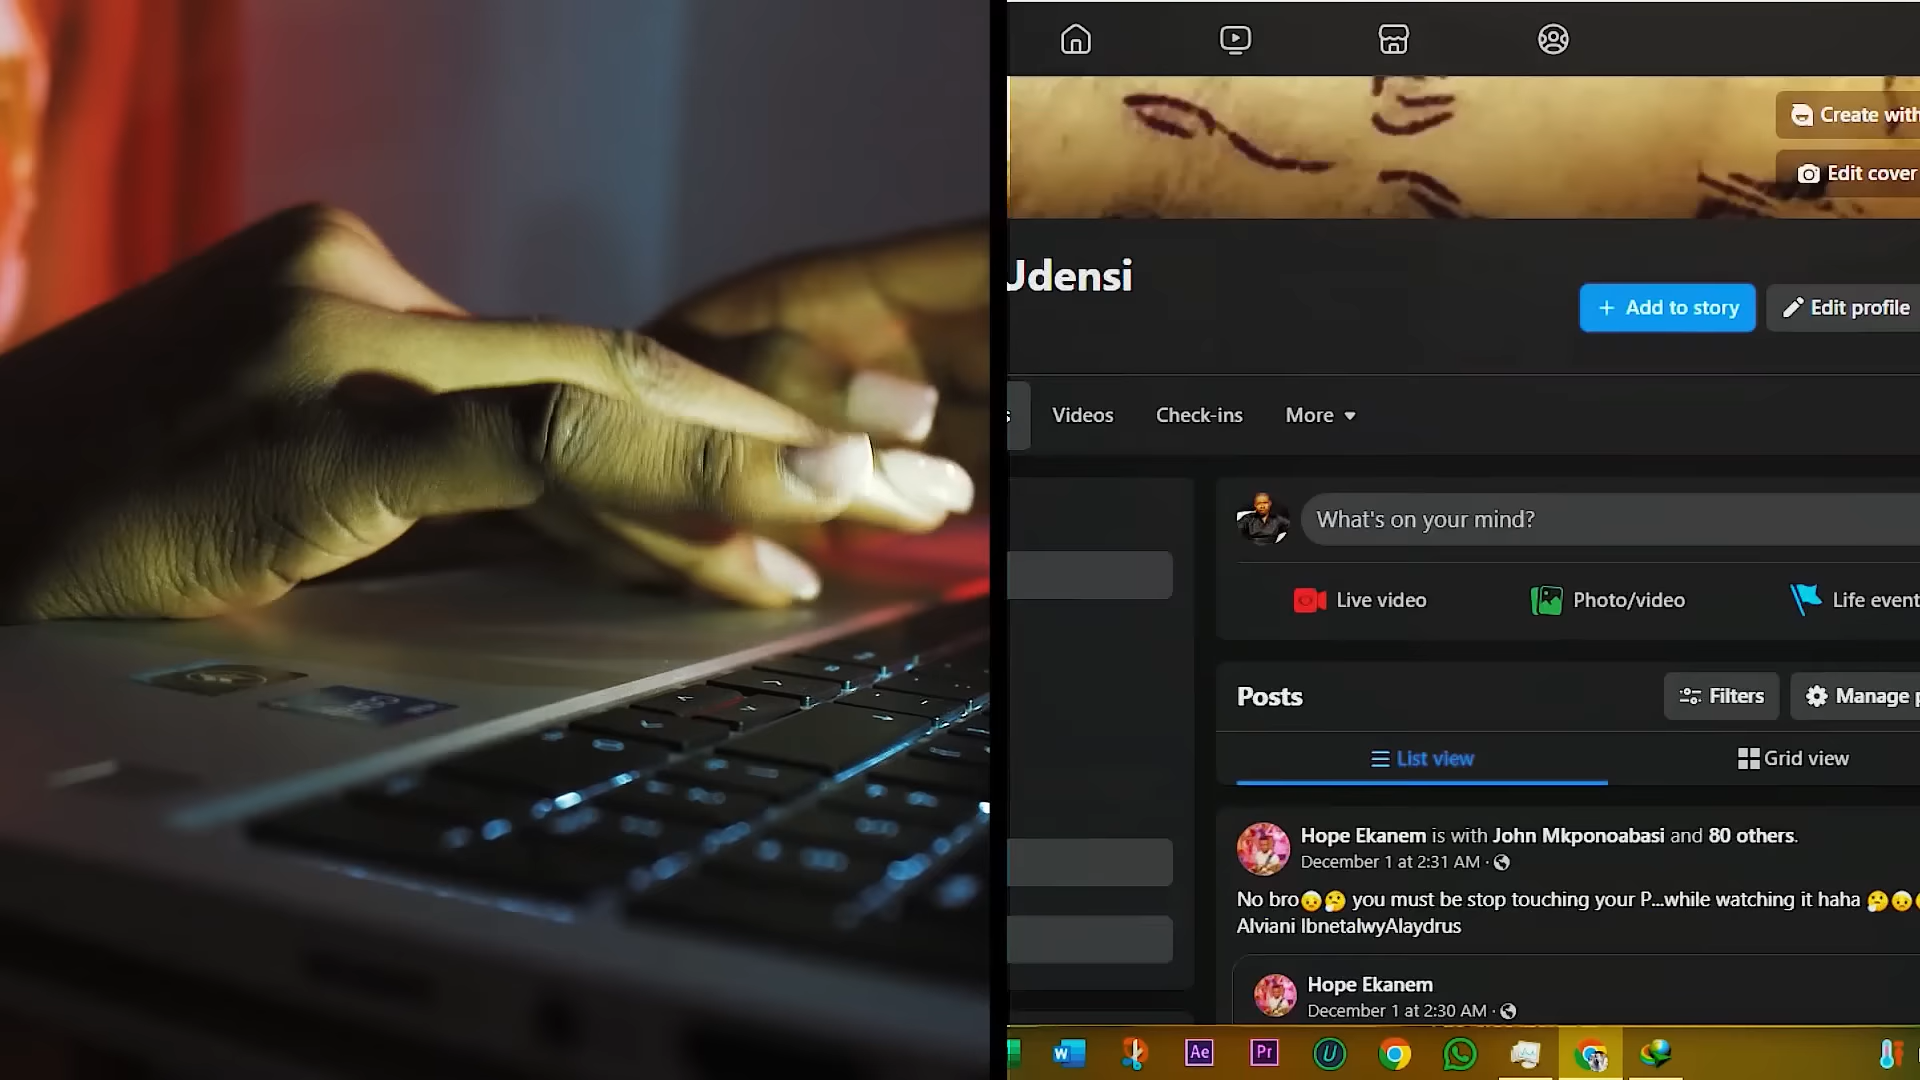 Create with
Edit cover
Udensi
Add to story
Edit profile
Videos
Check-ins
More
What's on your mind?
Live video
Photo/video
Life event
Posts
Filters
Manage p
List view
Grid view
Hope Ekanem is with John Mkponoabasi and 80 others.
December 1 at 2:31 AM ·
No bro🤕🤔 you must be stop touching your P...while watching it haha 🤔🤕
Alviani IbnetalwyAlaydrus
Hope Ekanem
December 1 at 2:30 AM ·
W
Ae
Pr
U